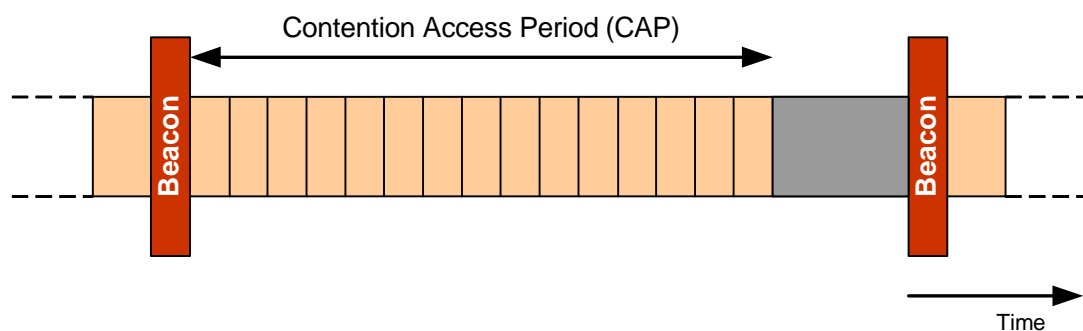 Contention Access Period (CAP)
Beacon
Beacon
Time